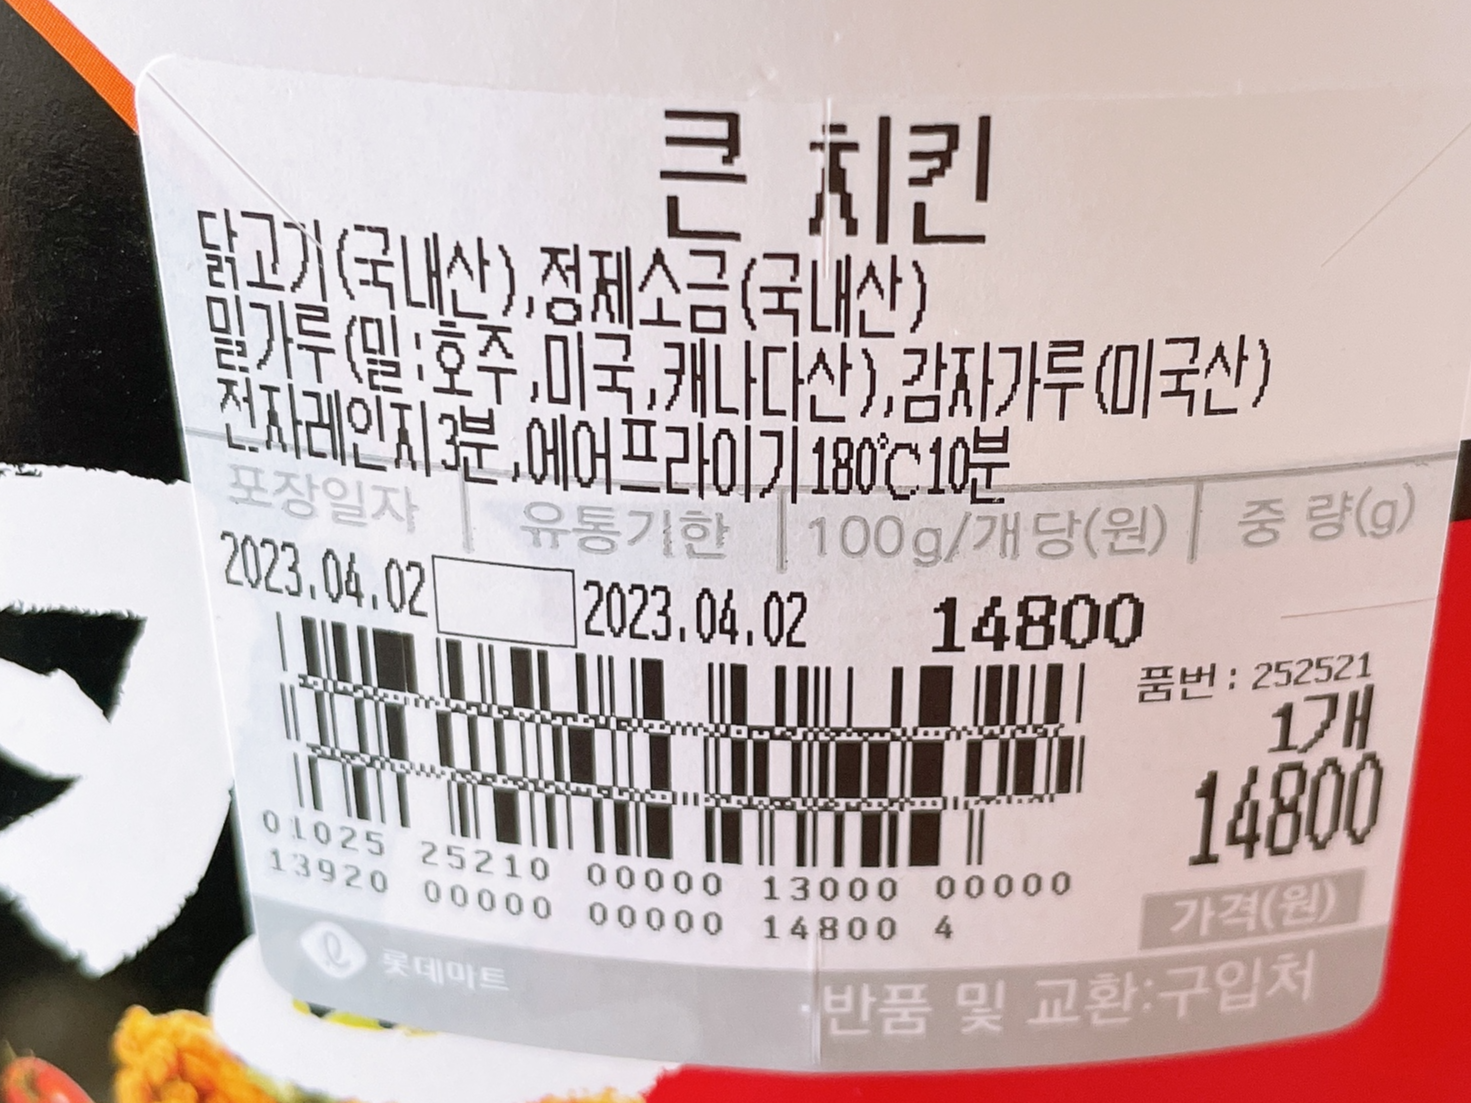 큰 치킨
닭고기(국내산),정제소금(국내산)
밀가루(밀:호주,미국,캐나다산),감자가루(미국산)
전자레인지3분,에어프라이기180℃10분
포장일자 유통기한 100g/개당(원) 중 량(g)
2023.04.02 2023.04.02 14800
품번 : 252521
1개
14800
01025 25210 00000 13000 00000
13920 00000 00000 14800 4
가격(원)
롯데마트
·반품 및 교환:구입처